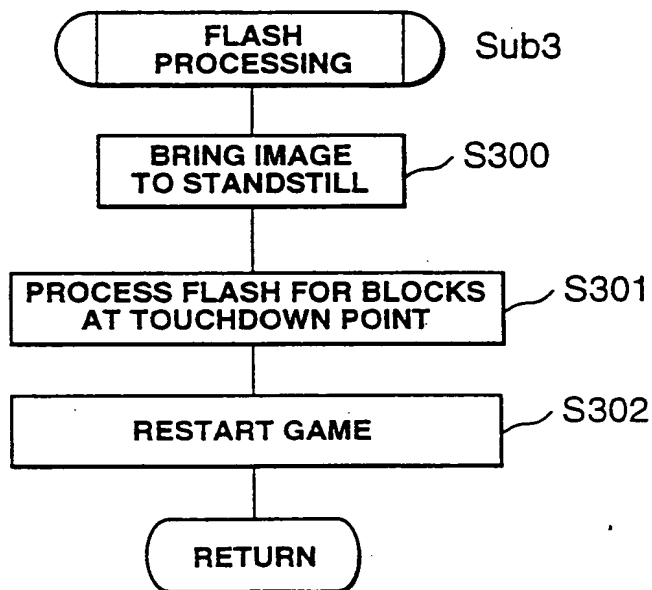 FLASH
PROCESSING
Sub3
BRING IMAGE
TO STANDSTILL
S300
PROCESS FLASH FOR BLOCKS
AT TOUCHDOWN POINT
S301
RESTART GAME
S302
RETURN